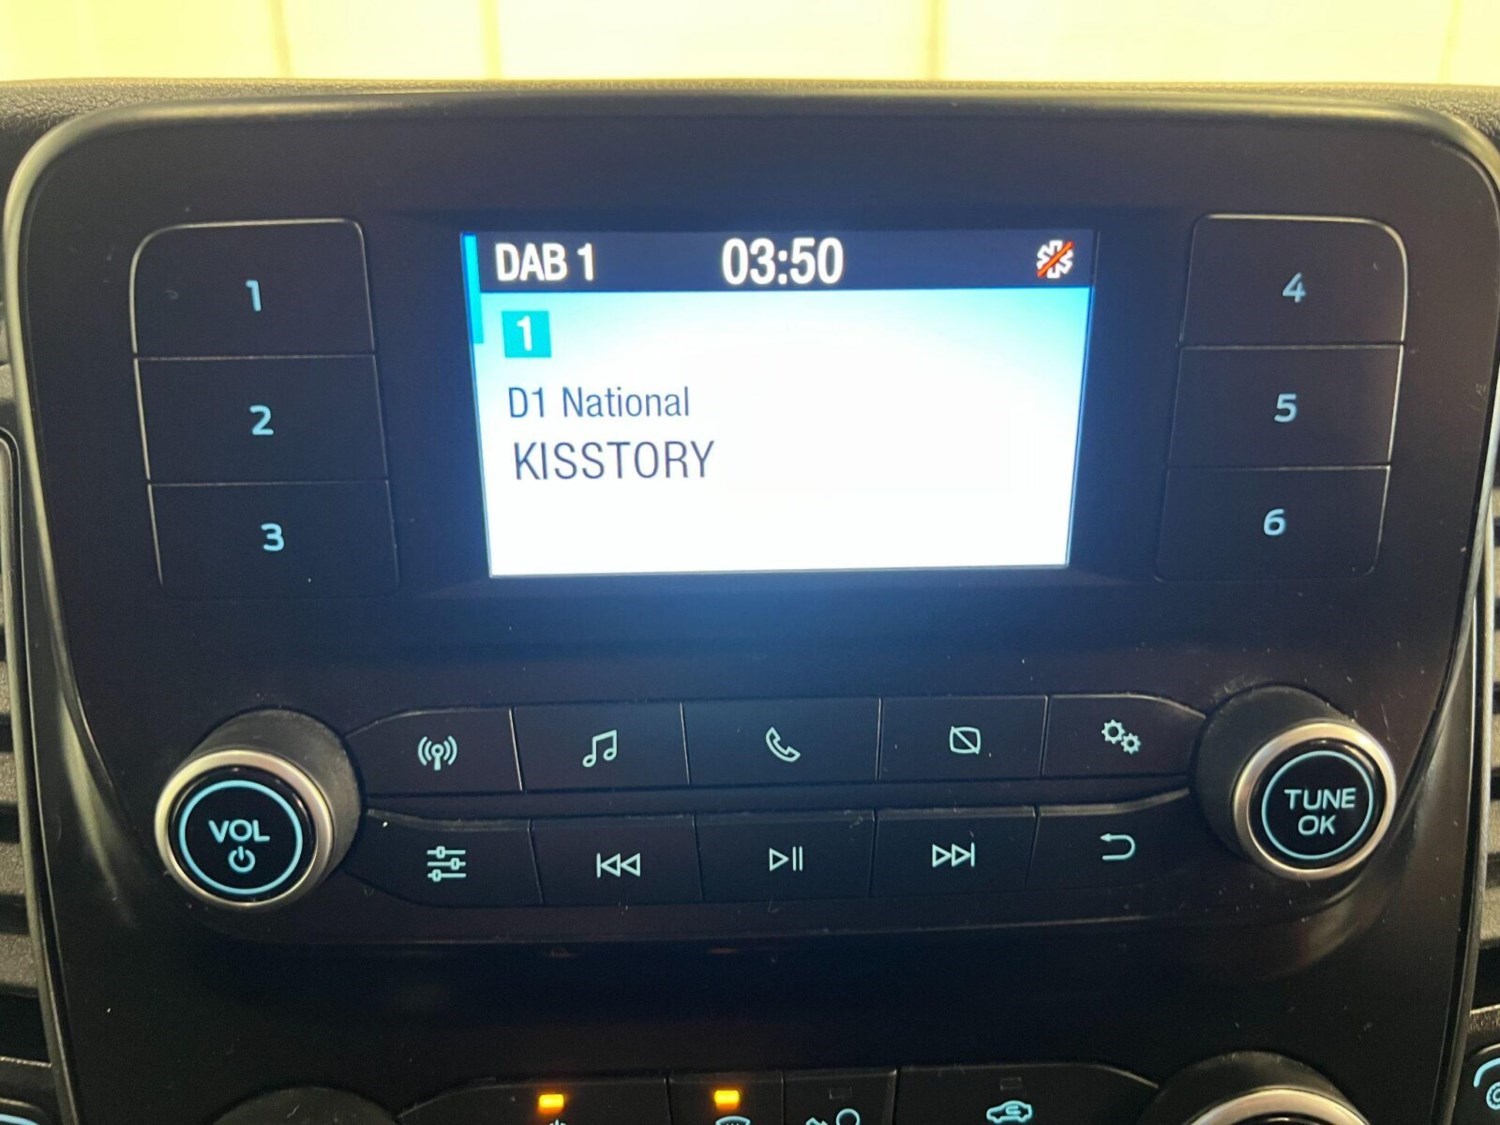 DAB 1 03:50
1
D1 National
KISSTORY
1
2
3
4
5
6
VOL
TUNE
OK